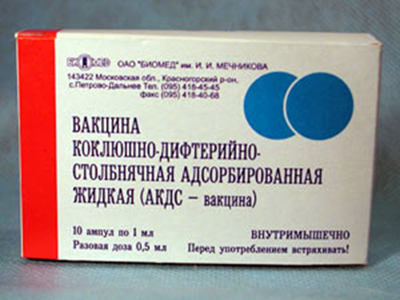 БИОМЕД ОАО "БИОМЕД" им. И. И. МЕЧНИКОВА
143422 Московская обл., Красногорский р-он,
с.Петрово-Дальнее Тел. (095) 418-45-45
факс (095) 418-40-68
ВАКЦИНА
КОКЛЮШНО-ДИФТЕРИЙНО-
СТОЛБНЯЧНАЯ АДСОРБИРОВАННАЯ
ЖИДКАЯ (АКДС – вакцина)
10 ампул по 1 мл
Разовая доза 0,5 мл
ВНУТРИМЫШЕЧНО
Перед употреблением встряхивать!